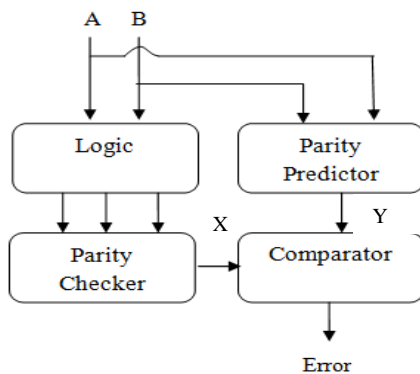 A B
Logic
Parity
Predictor
X
Y
Parity
Checker
Comparator
Error